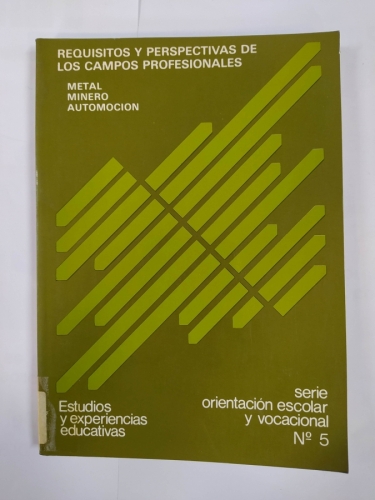 REQUISITOS Y PERSPECTIVAS DE
LOS CAMPOS PROFESIONALES
METAL
MINERO
AUTOMOCION
Estudios
y experiencias
educativas
serie
orientación escolar
y vocacional
Nº 5